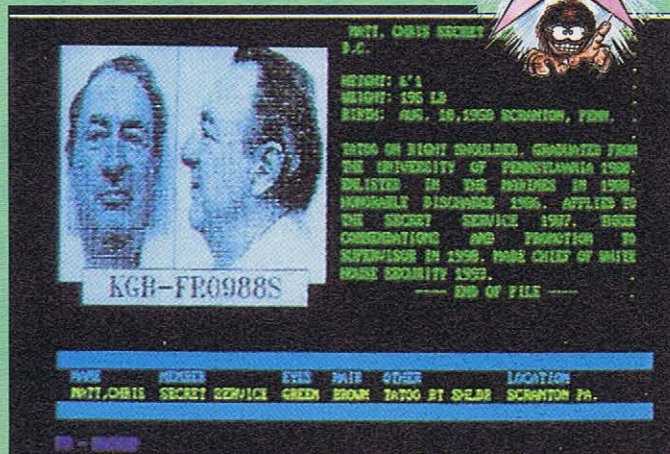 MATT, CHRIS SECRET
D.C.
HEIGHT: 6'1
WEIGHT: 195 LB
BIRTH: AUG. 18,1958 SCRANTON, PENN.
TATOO ON RIGHT SHOULDER. GRADUATED FROM
THE UNIVERSITY OF PENNSYLVANIA 1980.
ENLISTED IN THE MARINES IN 1980.
HONORABLE DISCHARGE 1986. APPLIED TO
THE SECRET SERVICE 1987. THREE
COMMENDATIONS AND PROMOTION TO
SUPERVISOR IN 1990. MADE CHIEF OF WHITE
HOUSE SECURITY 1993.
---- END OF FILE ----
KGB-FR0988S
NAME MEMBER EYES HAIR OTHER LOCATION
MATT,CHRIS SECRET SERVICE GREEN BROWN TATOO RT SHLDR SCRANTON PA.